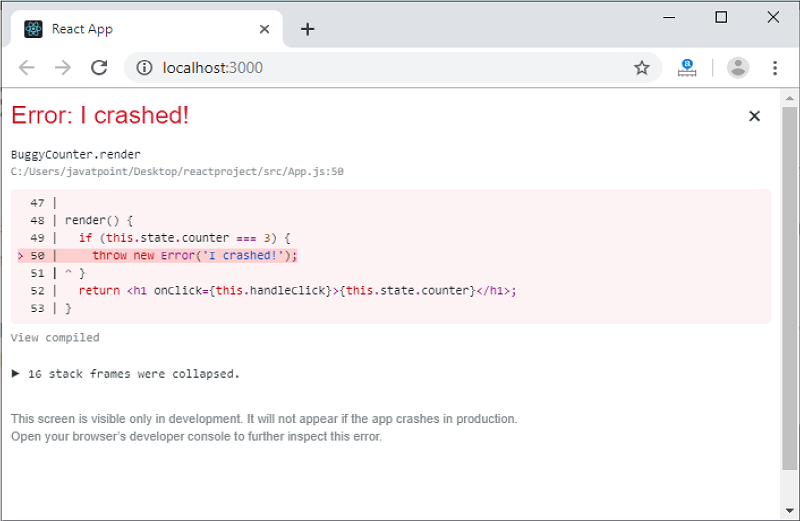 React App
localhost:3000
Error: I crashed!
BuggyCounter.render
C:/Users/javatpoint/Desktop/reactproject/src/App.js:50
47 |
48 | render() {
49 |   if (this.state.counter === 3) {
> 50 |     throw new Error('I crashed!');
51 | ^ }
52 |   return <h1 onClick={this.handleClick}>{this.state.counter}</h1>;
53 | }
View compiled
▶ 16 stack frames were collapsed.
This screen is visible only in development. It will not appear if the app crashes in production.
Open your browser’s developer console to further inspect this error.